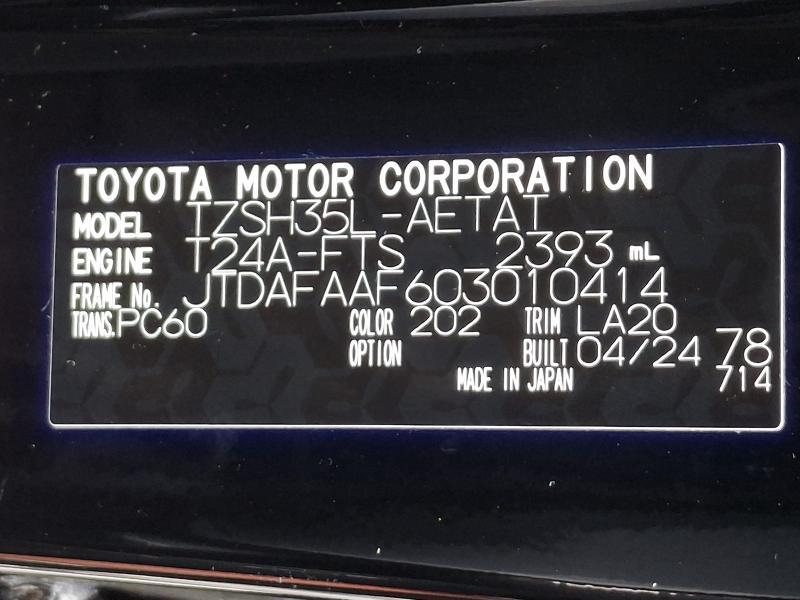 TOYOTA MOTOR CORPORATION
MODEL TZSH35L-AETAT
ENGINE T24A-FTS 2393 mL
FRAME No. JTDAFAAF603010414
TRANS. PC60 COLOR 202 TRIM LA20
OPTION BUILT 04/24 78
MADE IN JAPAN 714